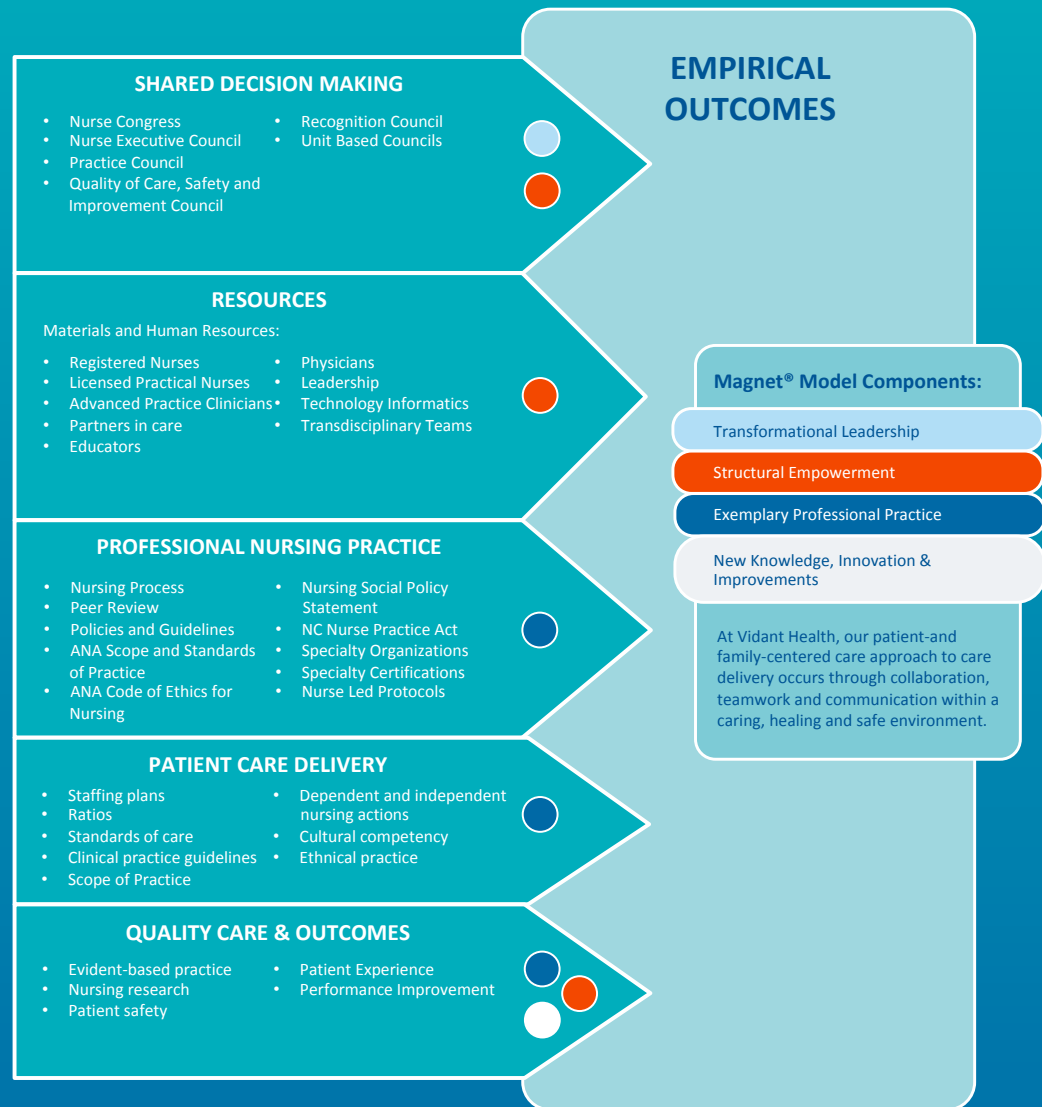 EMPIRICAL
OUTCOMES
SHARED DECISION MAKING
• Nurse Congress
• Nurse Executive Council
• Practice Council
• Quality of Care, Safety and
Improvement Council
• Recognition Council
• Unit Based Councils
RESOURCES
Materials and Human Resources:
• Registered Nurses
• Licensed Practical Nurses
• Advanced Practice Clinicians
• Partners in care
• Educators
• Physicians
• Leadership
• Technology Informatics
• Transdisciplinary Teams
PROFESSIONAL NURSING PRACTICE
• Nursing Process
• Peer Review
• Policies and Guidelines
• ANA Scope and Standards
of Practice
• ANA Code of Ethics for
Nursing
• Nursing Social Policy
Statement
• NC Nurse Practice Act
• Specialty Organizations
• Specialty Certifications
• Nurse Led Protocols
PATIENT CARE DELIVERY
• Staffing plans
• Ratios
• Standards of care
• Clinical practice guidelines
• Scope of Practice
• Dependent and independent
nursing actions
• Cultural competency
• Ethnical practice
QUALITY CARE & OUTCOMES
• Evident-based practice
• Nursing research
• Patient safety
• Patient Experience
• Performance Improvement
Magnet® Model Components:
Transformational Leadership
Structural Empowerment
Exemplary Professional Practice
New Knowledge, Innovation &
Improvements
At Vidant Health, our patient-and
family-centered care approach to care
delivery occurs through collaboration,
teamwork and communication within a
caring, healing and safe environment.